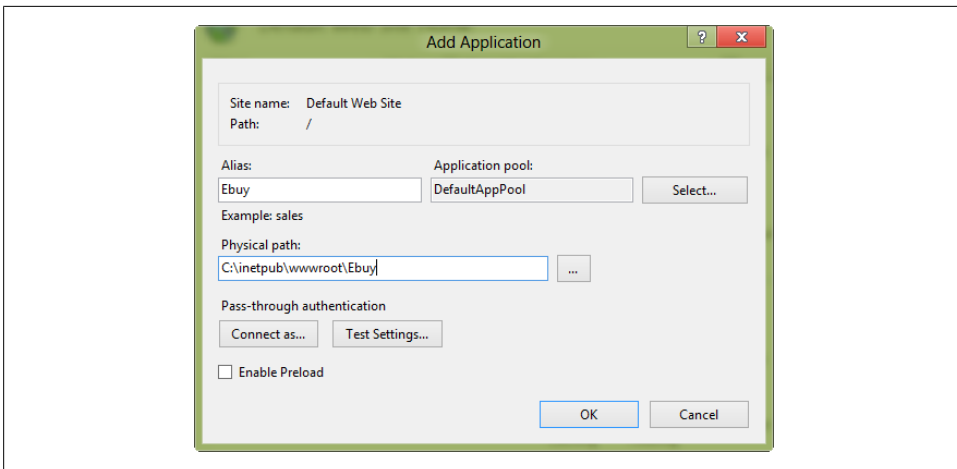 Add Application
?
x
Site name: Default Web Site
Path: /
Alias: Application pool:
Ebuy DefaultAppPool Select...
Example: sales
Physical path:
C:\inetpub\wwwroot\Ebuy ...
Pass-through authentication
Connect as... Test Settings...
Enable Preload
OK Cancel